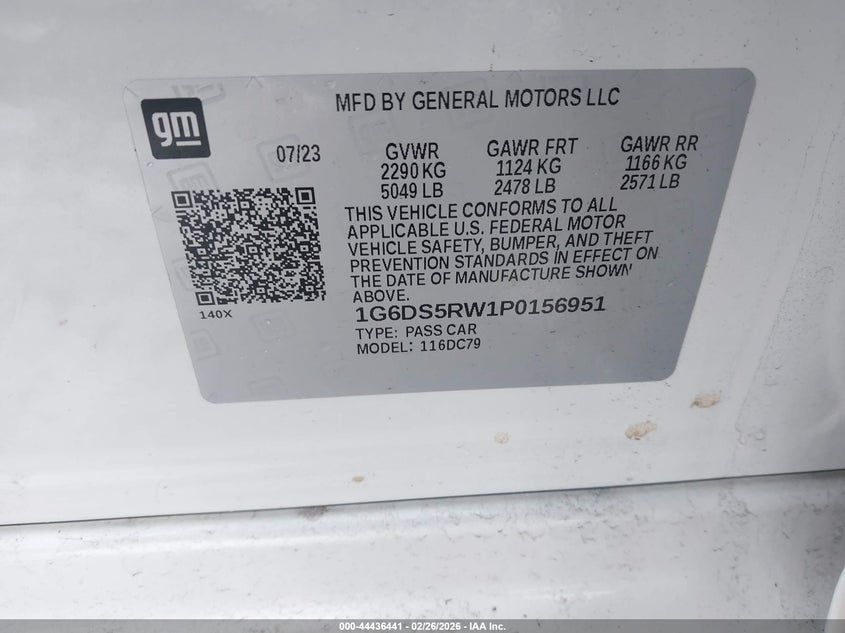 gm
MFD BY GENERAL MOTORS LLC
07/23
GVWR
2290 KG
5049 LB
GAWR FRT
1124 KG
2478 LB
GAWR RR
1166 KG
2571 LB
THIS VEHICLE CONFORMS TO ALL
APPLICABLE U.S. FEDERAL MOTOR
VEHICLE SAFETY, BUMPER, AND THEFT
PREVENTION STANDARDS IN EFFECT ON
THE DATE OF MANUFACTURE SHOWN
ABOVE.
140X
1G6DS5RW1P0156951
TYPE: PASS CAR
MODEL: 116DC79
000-44436441 - 02/26/2026 - IAA Inc.